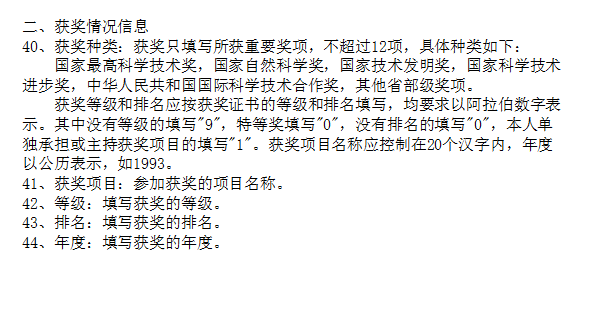 二、获奖情况信息
40、获奖种类：获奖只填写所获重要奖项，不超过12项，具体种类如下：
国家最高科学技术奖，国家自然科学奖，国家技术发明奖，国家科学技术
进步奖，中华人民共和国国际科学技术合作奖，其他省部级奖项。
获奖等级和排名应按获奖证书的等级和排名填写，均要求以阿拉伯数字表
示。其中没有等级的填写"9"，特等奖填写"0"，没有排名的填写"0"，本人单
独承担或主持获奖项目的填写"1"。获奖项目名称应控制在20个汉字内，年度
以公历表示，如1993。
41、获奖项目：参加获奖的项目名称。
42、等级：填写获奖的等级。
43、排名：填写获奖的排名。
44、年度：填写获奖的年度。